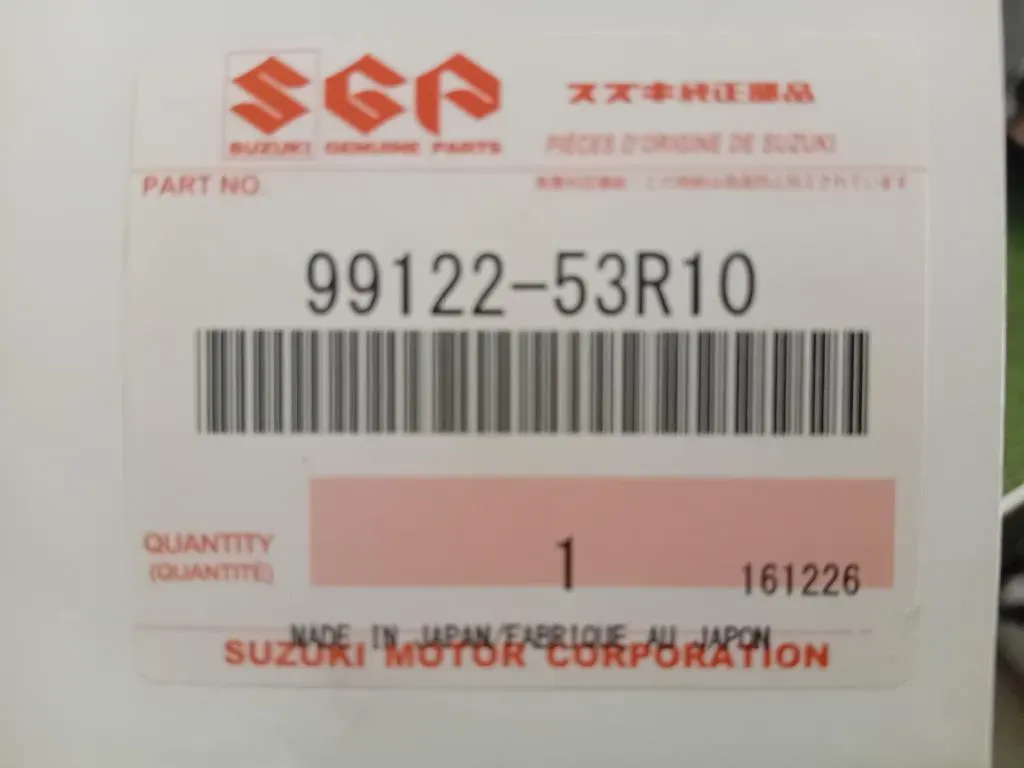 SGP
SUZUKI GENUINE PARTS
スズキ純正部品
PIÈCES D'ORIGINE DE SUZUKI
PART NO.
99122-53R10
QUANTITY
(QUANTITÉ)
1
161226
MADE IN JAPAN/FABRIQUE AU JAPON
SUZUKI MOTOR CORPORATION